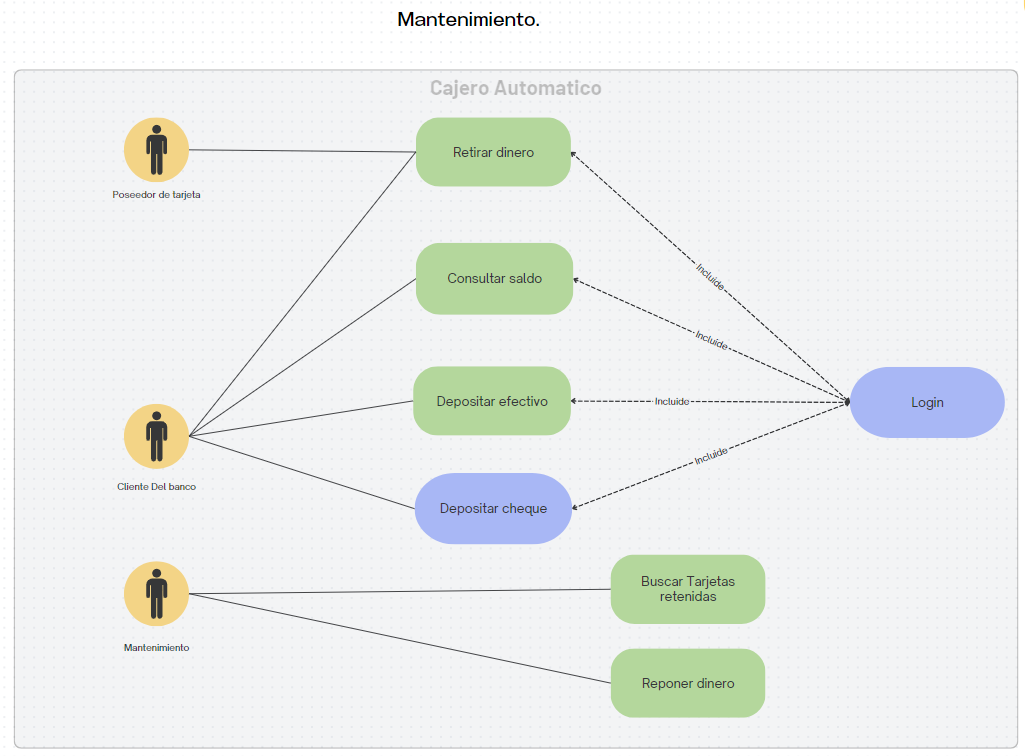 Mantenimiento.
Cajero Automatico
Retirar dinero
Poseedor de tarjeta
Incluide
Consultar saldo
Incluide
Depositar efectivo
Incluide
Login
Incluide
Cliente Del banco
Depositar cheque
Buscar Tarjetas
retenidas
Mantenimiento
Reponer dinero